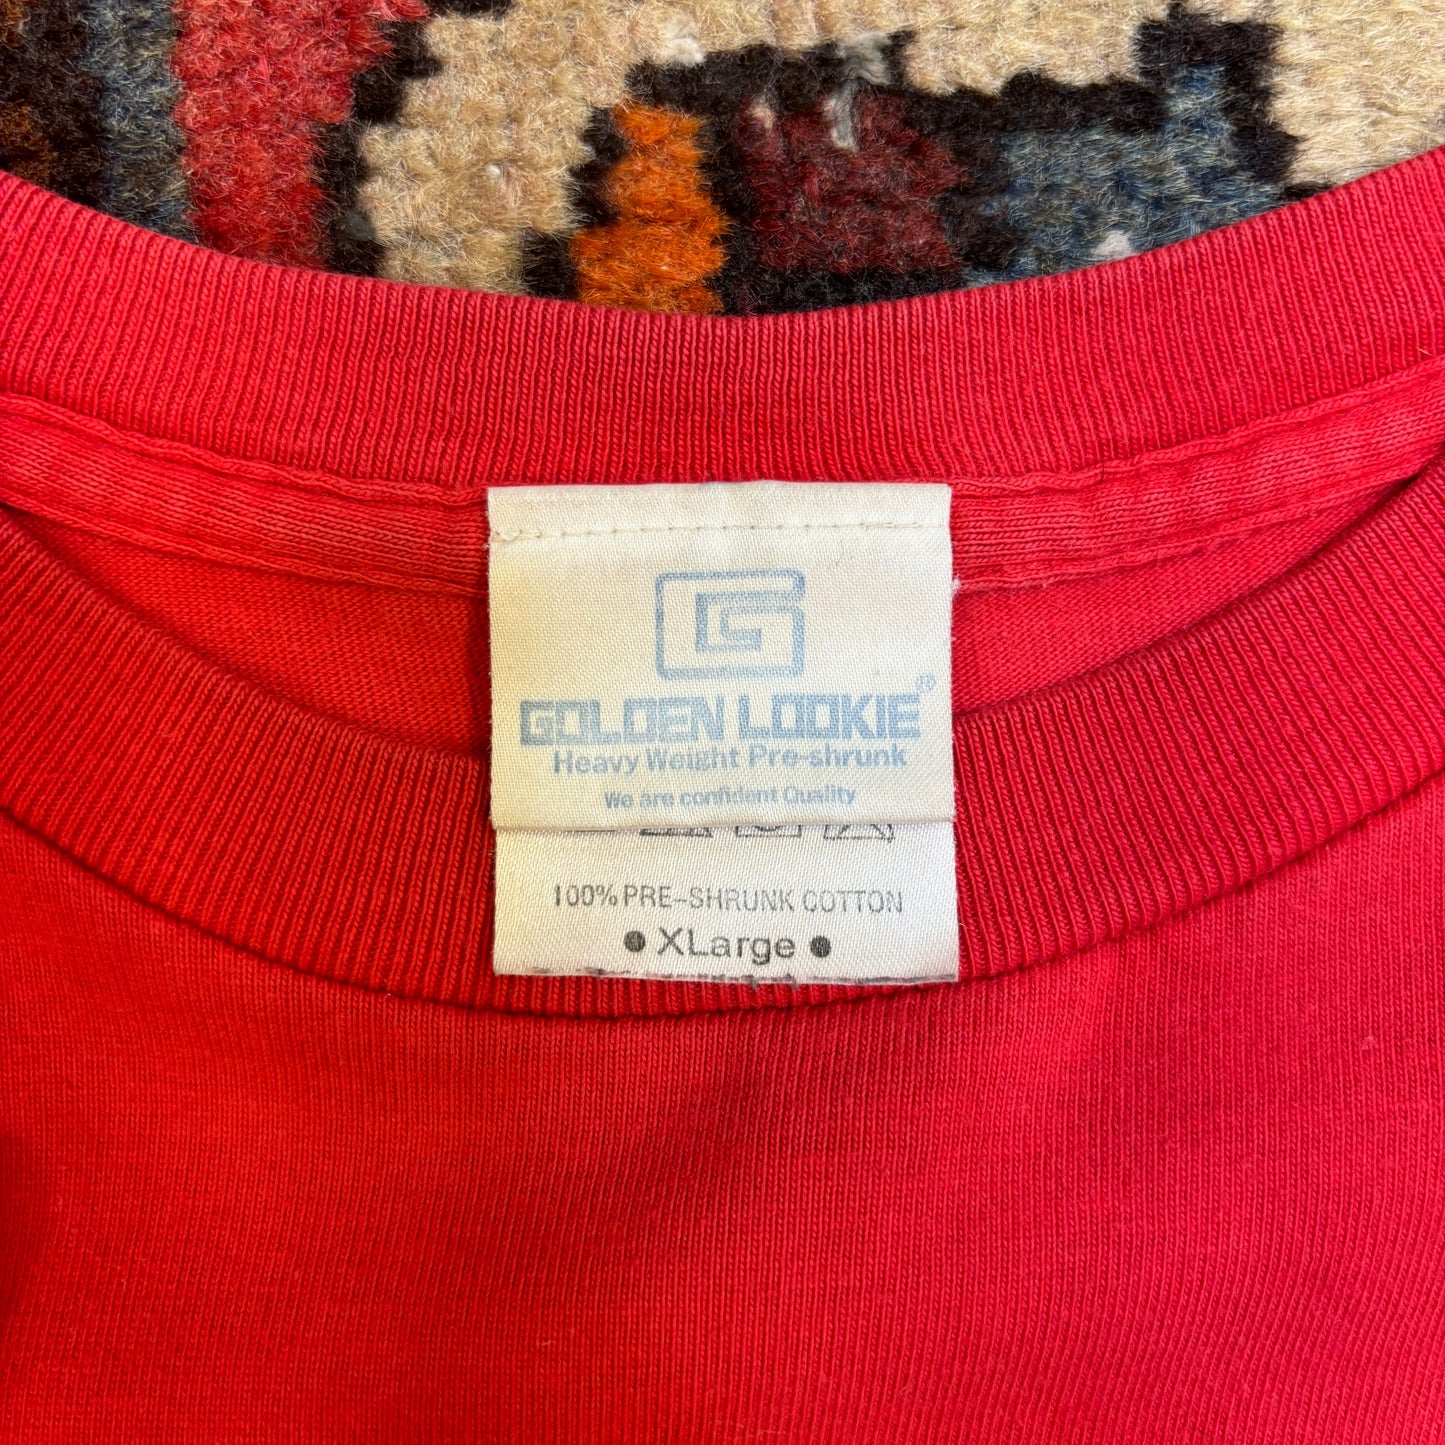 GOLDEN LOOKIE®
Heavy Weight Pre-shrunk
We are confident Quality
100% PRE-SHRUNK COTTON
• XLarge •